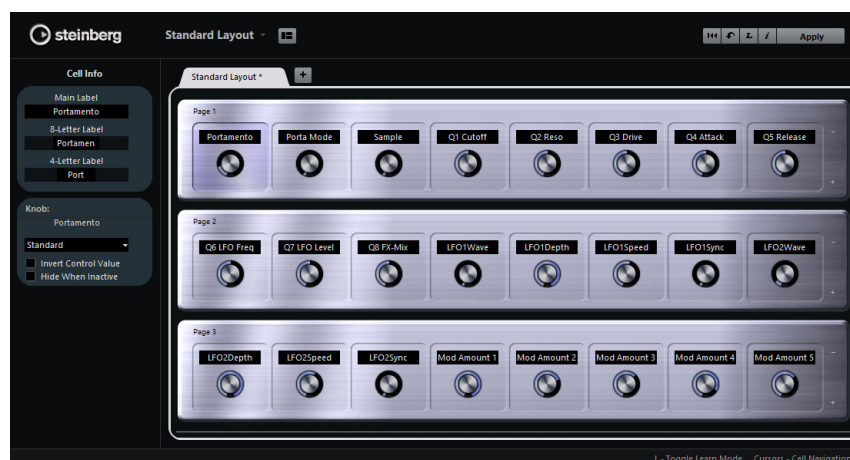 steinberg
Standard Layout
L
i
Apply
Cell Info
Main Label
Portamento
8-Letter Label
Portamen
4-Letter Label
Port
Knob:
Portamento
Standard
Invert Control Value
Hide When Inactive
Standard Layout *
+
Page 1
Portamento Porta Mode Sample Q1 Cutoff Q2 Reso Q3 Drive Q4 Attack Q5 Release
-
+
Page 2
Q6 LFO Freq Q7 LFO Level Q8 FX-Mix LFO1Wave LFO1Depth LFO1Speed LFO1Sync LFO2Wave
-
+
Page 3
LFO2Depth LFO2Speed LFO2Sync Mod Amount 1 Mod Amount 2 Mod Amount 3 Mod Amount 4 Mod Amount 5
-
+
L - Toggle Learn Mode Cursors - Cell Navigation